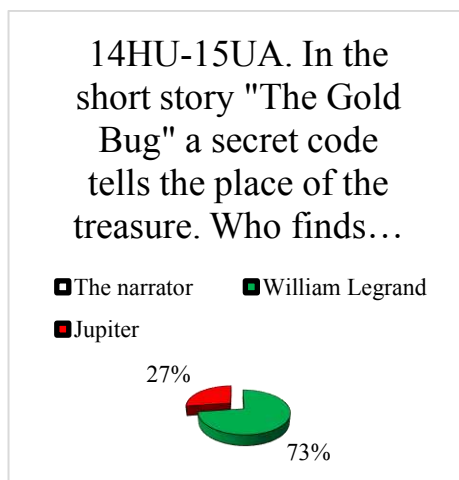 14HU-15UA. In the
short story "The Gold
Bug" a secret code
tells the place of the
treasure. Who finds…
The narrator
William Legrand
Jupiter
27%
73%